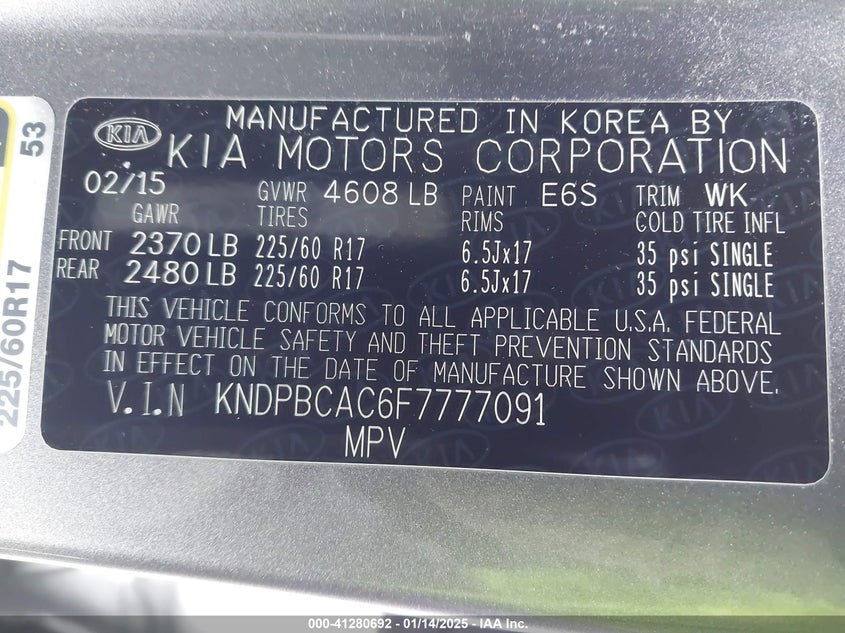 KIA
MANUFACTURED IN KOREA BY
KIA MOTORS CORPORATION
02/15 GVWR 4608 LB PAINT E6S TRIM WK
GAWR TIRES RIMS COLD TIRE INFL
FRONT 2370 LB 225/60 R17 6.5Jx17 35 psi SINGLE
REAR 2480 LB 225/60 R17 6.5Jx17 35 psi SINGLE
THIS VEHICLE CONFORMS TO ALL APPLICABLE U.S.A. FEDERAL
MOTOR VEHICLE SAFETY AND THEFT PREVENTION STANDARDS
IN EFFECT ON THE DATE OF MANUFACTURE SHOWN ABOVE.
V.I.N KNDPBCAC6F7777091
MPV
225/60R17 53
000-41280692 - 01/14/2025 - IAA Inc.